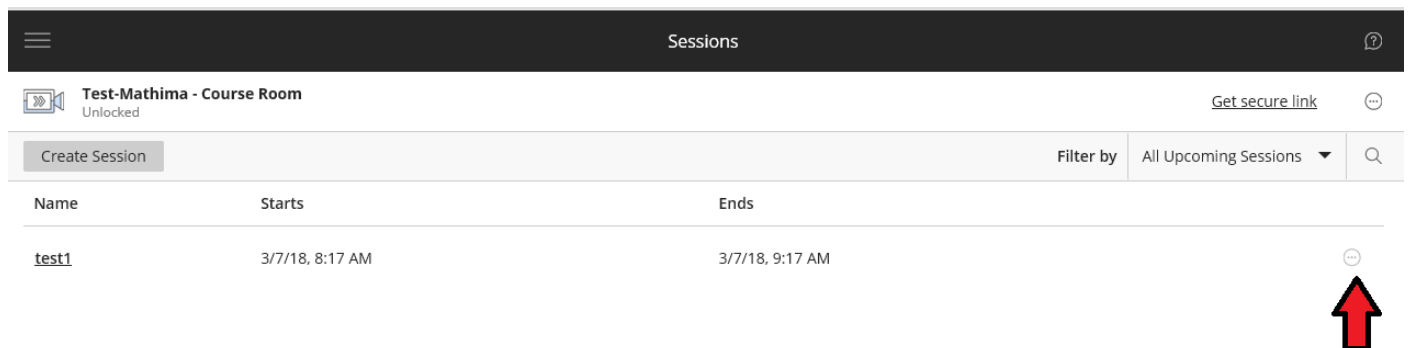 Sessions
Test-Mathima - Course Room
Unlocked
Get secure link
Create Session
Filter by
All Upcoming Sessions
Name Starts Ends
test1 3/7/18, 8:17 AM 3/7/18, 9:17 AM